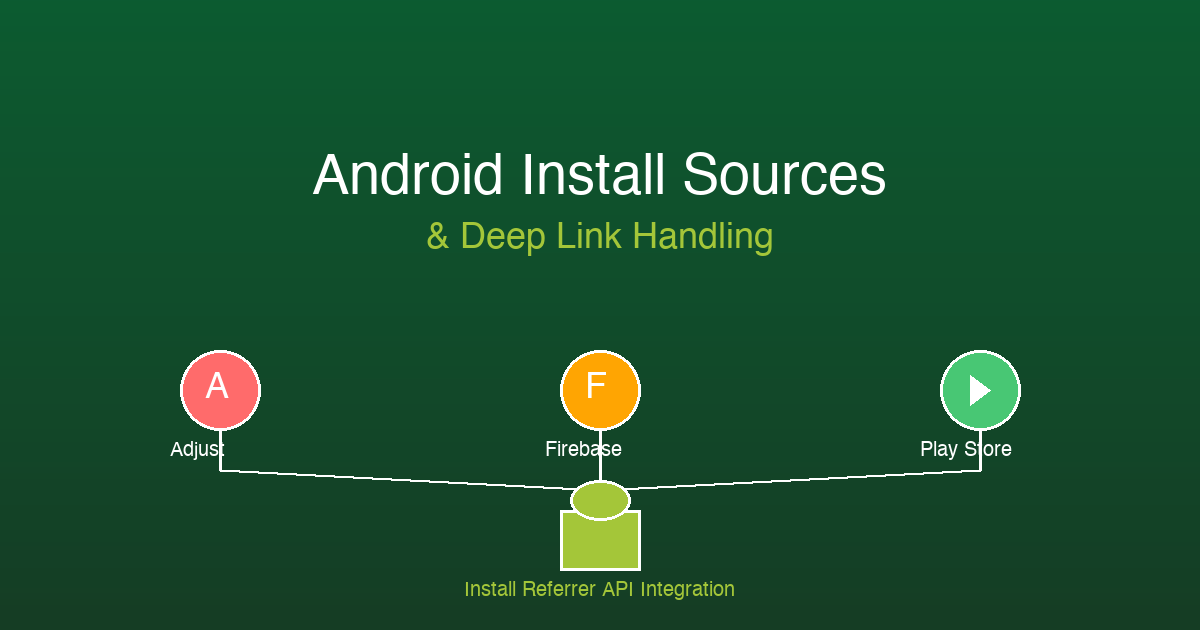 Android Install Sources
& Deep Link Handling
A
F
Adjust
Firebase
Play Store
Install Referrer API Integration